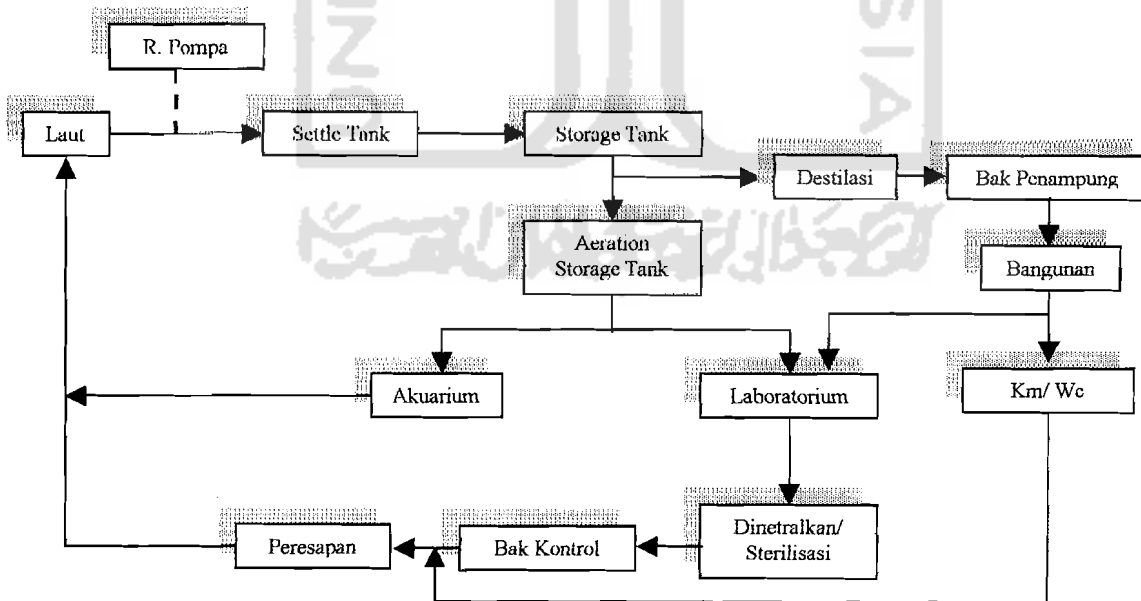 R. Pompa
Laut
Settle Tank
Storage Tank
Destilasi
Bak Penampung
Aeration
Storage Tank
Bangunan
Akuarium
Laboratorium
Km/ Wc
Dinetralkan/
Sterilisasi
Peresapan
Bak Kontrol